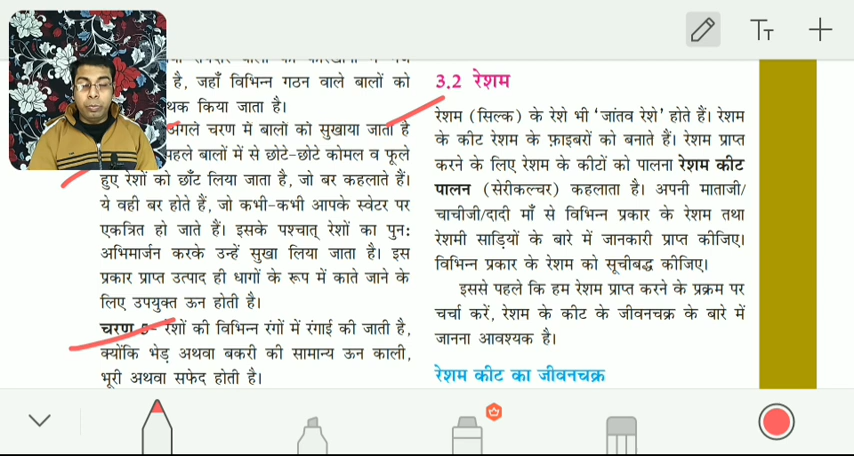 है, जहाँ विभिन्न गठन वाले बालों को
थक किया जाता है।
अगले चरण में बालों को सुखाया जाता है
पहले बालों में से छोटे-छोटे कोमल व फूले
हुए रेशों को छाँट लिया जाता है, जो बर कहलाते हैं।
ये वही बर होते हैं, जो कभी-कभी आपके स्वेटर पर
एकत्रित हो जाते हैं। इसके पश्चात् रेशों का पुन:
अभिमार्जन करके उन्हें सुखा लिया जाता है। इस
प्रकार प्राप्त उत्पाद ही धागों के रूप में काते जाने के
लिए उपयुक्त ऊन होती है।
चरण 5- रेशों की विभिन्न रंगों में रंगाई की जाती है,
क्योंकि भेड़ अथवा बकरी की सामान्य ऊन काली,
भूरी अथवा सफेद होती है।
3.2 रेशम
रेशम (सिल्क) के रेशे भी ‘जांतव रेशे’ होते हैं। रेशम
के कीट रेशम के फ़ाइबरों को बनाते हैं। रेशम प्राप्त
करने के लिए रेशम के कीटों को पालना रेशम कीट
पालन (सेरीकल्चर) कहलाता है। अपनी माताजी/
चाचीजी/दादी माँ से विभिन्न प्रकार के रेशम तथा
रेशमी साड़ियों के बारे में जानकारी प्राप्त कीजिए।
विभिन्न प्रकार के रेशम को सूचीबद्ध कीजिए।
इससे पहले कि हम रेशम प्राप्त करने के प्रक्रम पर
चर्चा करें, रेशम के कीट के जीवनचक्र के बारे में
जानना आवश्यक है।
रेशम कीट का जीवनचक्र